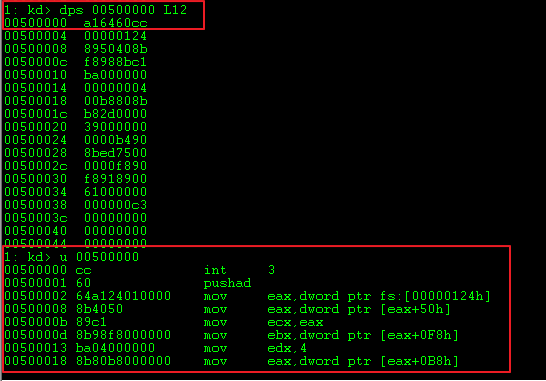 1: kd> dps 00500000 L12
00500000  a16460cc
00500004  00000124
00500008  8950408b
0050000c  f8988bc1
00500010  ba000000
00500014  00000004
00500018  00b8808b
0050001c  b82d0000
00500020  39000000
00500024  0000b490
00500028  8bed7500
0050002c  0000f890
00500030  f8918900
00500034  61000000
00500038  000000c3
0050003c  00000000
00500040  00000000
00500044  00000000
1: kd> u 00500000
00500000 cc              int     3
00500001 60              pushad
00500002 64a124010000    mov     eax,dword ptr fs:[00000124h]
00500008 8b4050          mov     eax,dword ptr [eax+50h]
0050000b 89c1            mov     ecx,eax
0050000d 8b98f8000000    mov     ebx,dword ptr [eax+0F8h]
00500013 ba04000000      mov     edx,4
00500018 8b80b8000000    mov     eax,dword ptr [eax+0B8h]